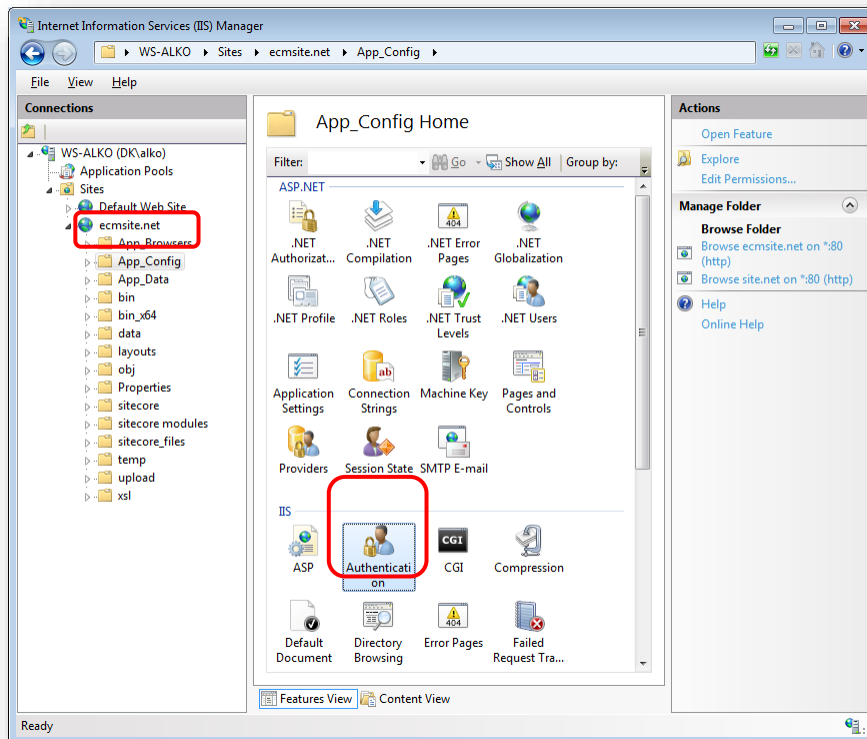 Internet Information Services (IIS) Manager
WS-ALKO Sites ecmsite.net App_Config
File View Help
Connections
WS-ALKO (DK\alko)
Application Pools
Sites
Default Web Site
ecmsite.net
App_Browsers
App_Config
App_Data
bin
bin_x64
data
layouts
obj
Properties
sitecore
sitecore modules
sitecore_files
temp
upload
xsl
App_Config Home
Filter: Go Show All Group by:
ASP.NET
.NET Authorizat...
.NET Compilation
.NET Error Pages
.NET Globalization
.NET Profile
.NET Roles
.NET Trust Levels
.NET Users
Application Settings
ab
Connection Strings
Machine Key
Pages and Controls
Providers
Session State
SMTP E-mail
IIS
ASP
Authenticati
on
CGI
CGI
Compression
Default Document
Directory Browsing
404
Error Pages
Failed Request Tra...
Features View
Content View
Actions
Open Feature
Explore
Edit Permissions...
Manage Folder
Browse Folder
Browse ecmsite.net on *:80
(http)
Browse site.net on *:80 (http)
Help
Online Help
Ready